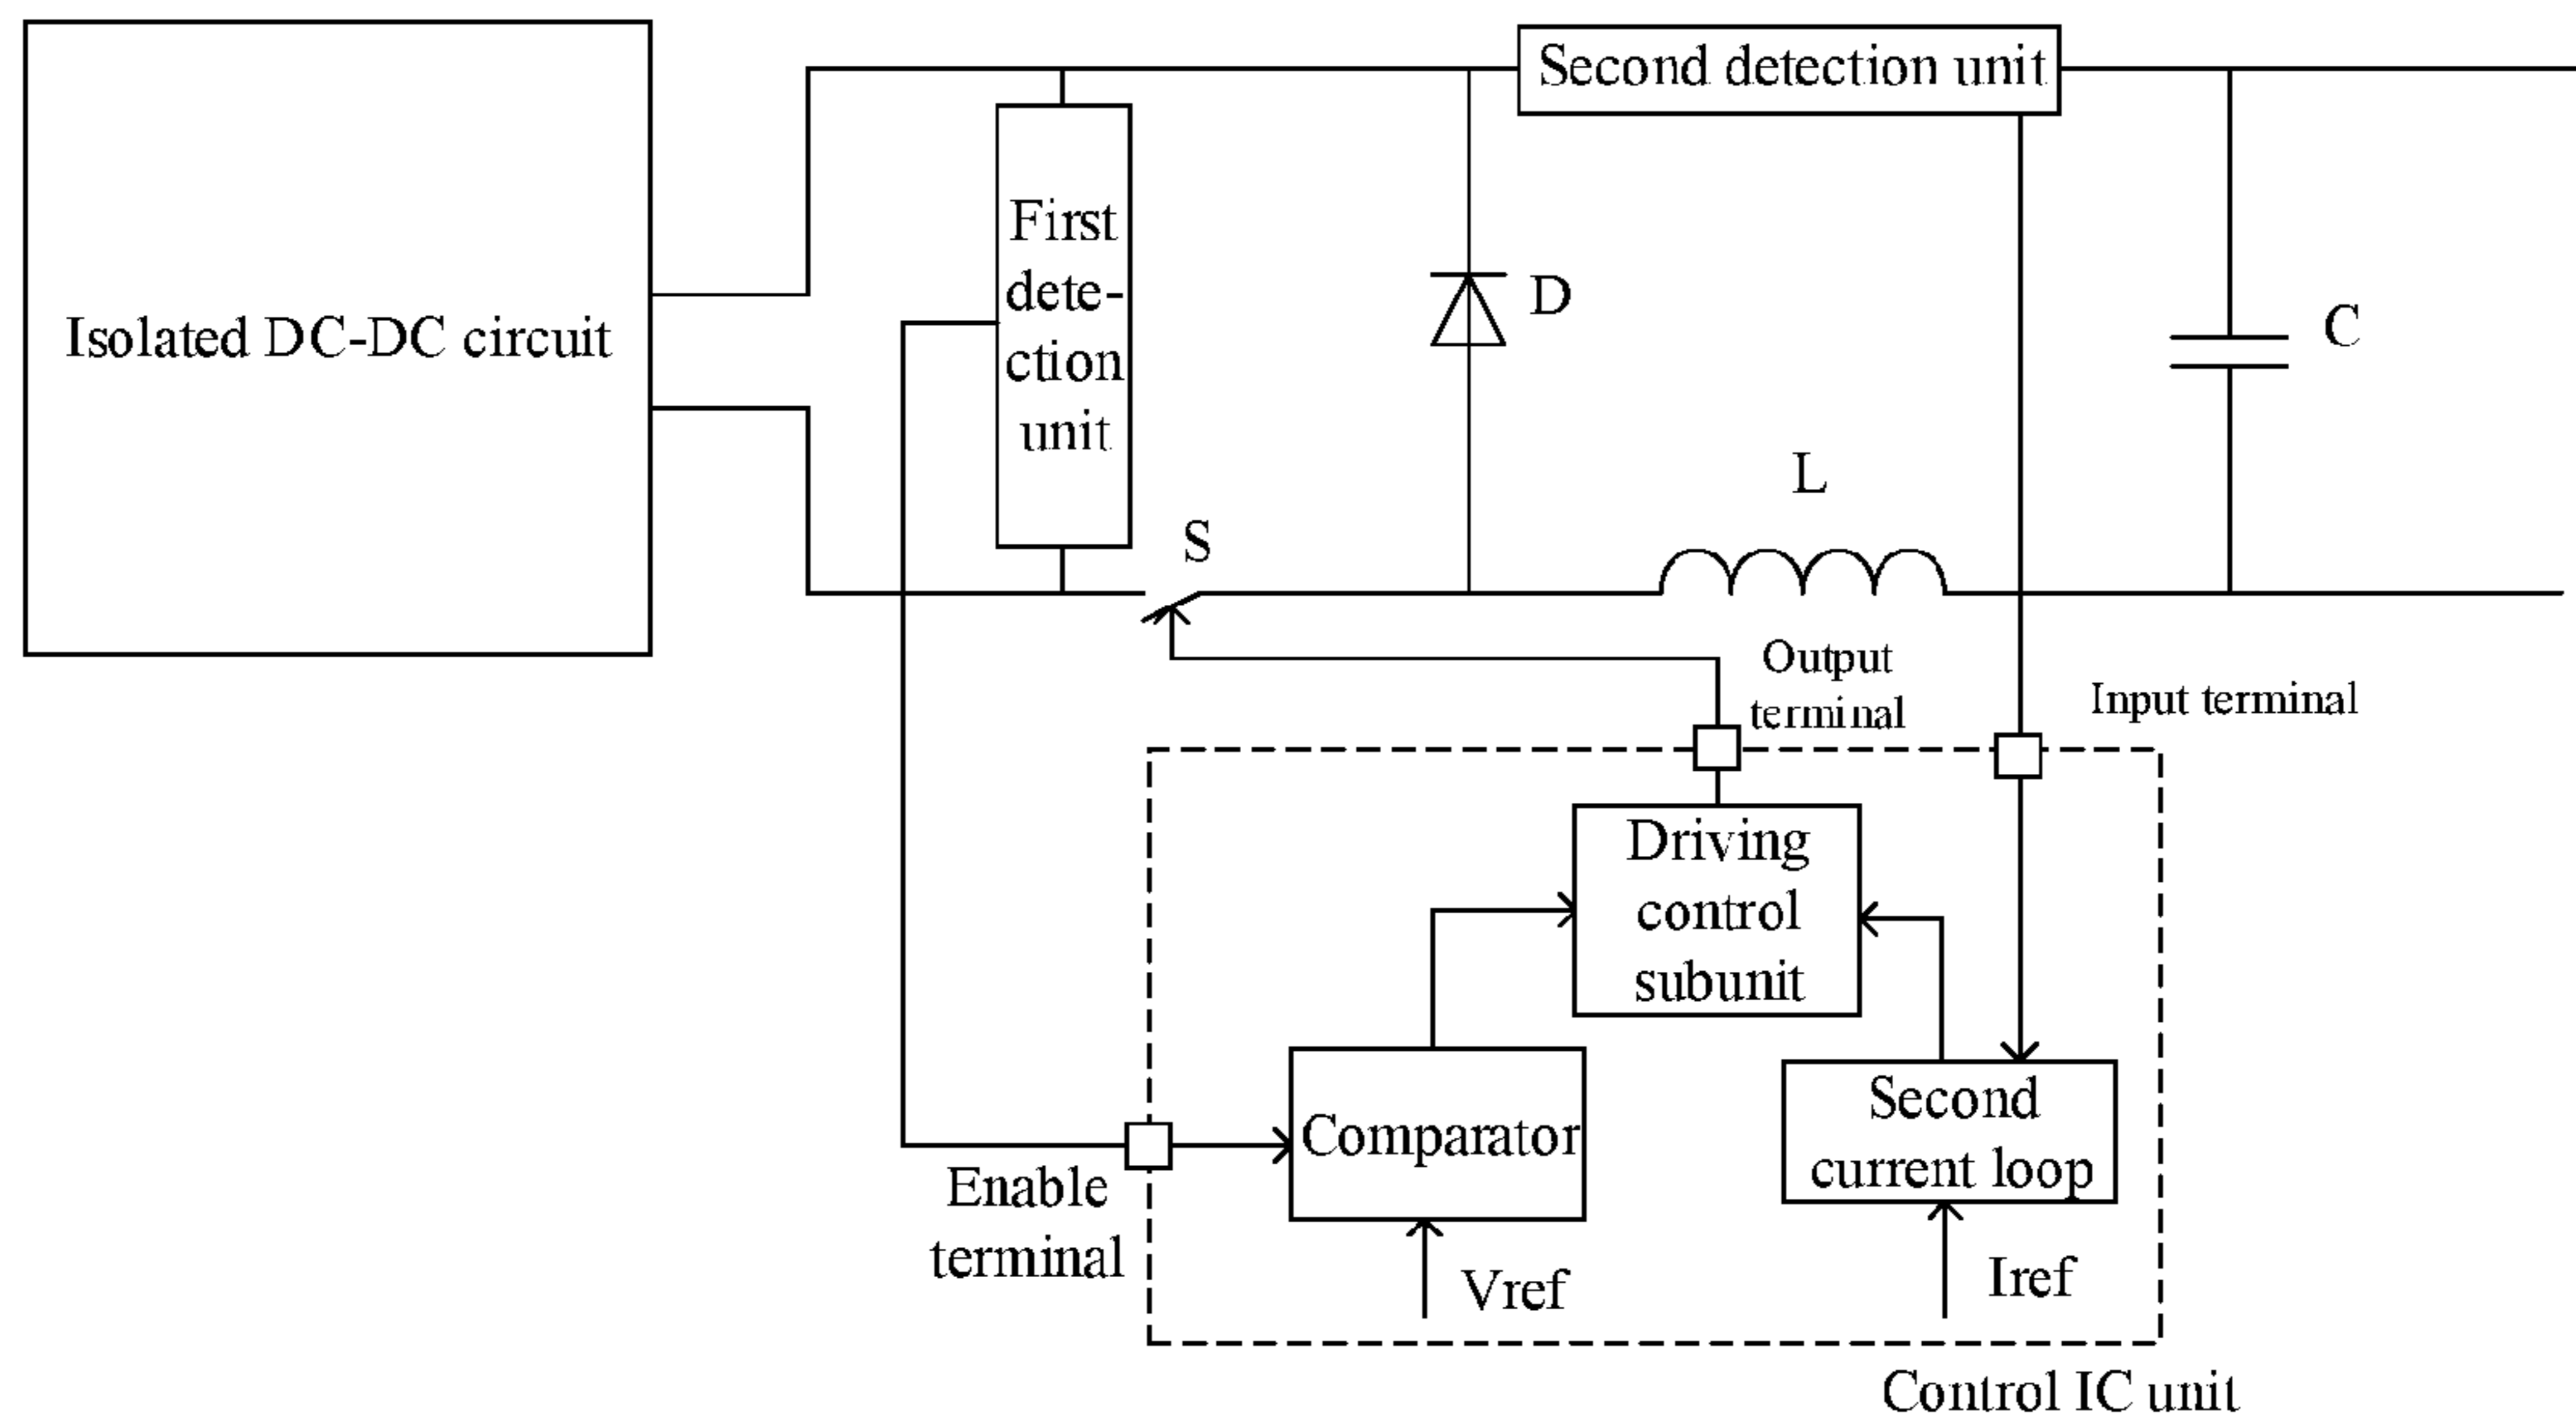 Isolated DC-DC circuit
First
dete-
ction
unit
Second detection unit
D
C
L
S
Output
terminal
Input terminal
Driving
control
subunit
Comparator
Second
current loop
Enable
terminal
Vref
Iref
Control IC unit